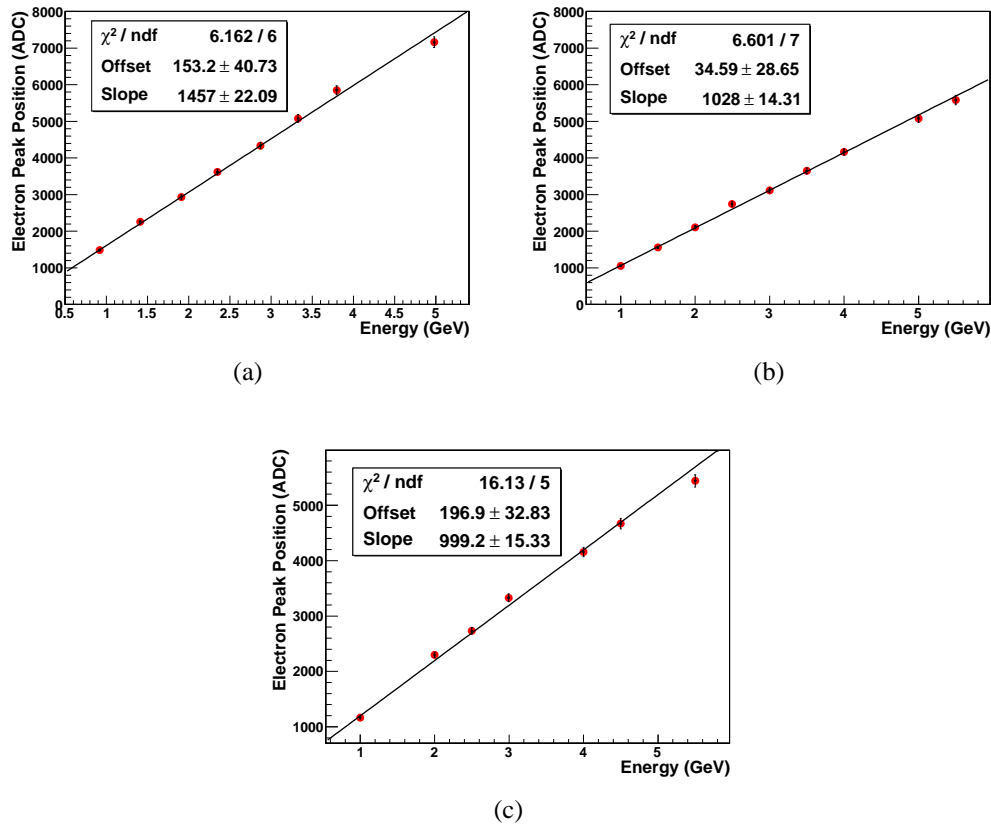 Electron Peak Position (ADC)
8000
7000
6000
5000
4000
3000
2000
1000
0
χ² / ndf 6.162 / 6
Offset 153.2 ± 40.73
Slope 1457 ± 22.09
0.5 1 1.5 2 2.5 3 3.5 4 4.5 5
Energy (GeV)
(a)
Electron Peak Position (ADC)
8000
7000
6000
5000
4000
3000
2000
1000
0
χ² / ndf 6.601 / 7
Offset 34.59 ± 28.65
Slope 1028 ± 14.31
1 2 3 4 5
Energy (GeV)
(b)
Electron Peak Position (ADC)
5000
4000
3000
2000
1000
χ² / ndf 16.13 / 5
Offset 196.9 ± 32.83
Slope 999.2 ± 15.33
1 2 3 4 5
Energy (GeV)
(c)